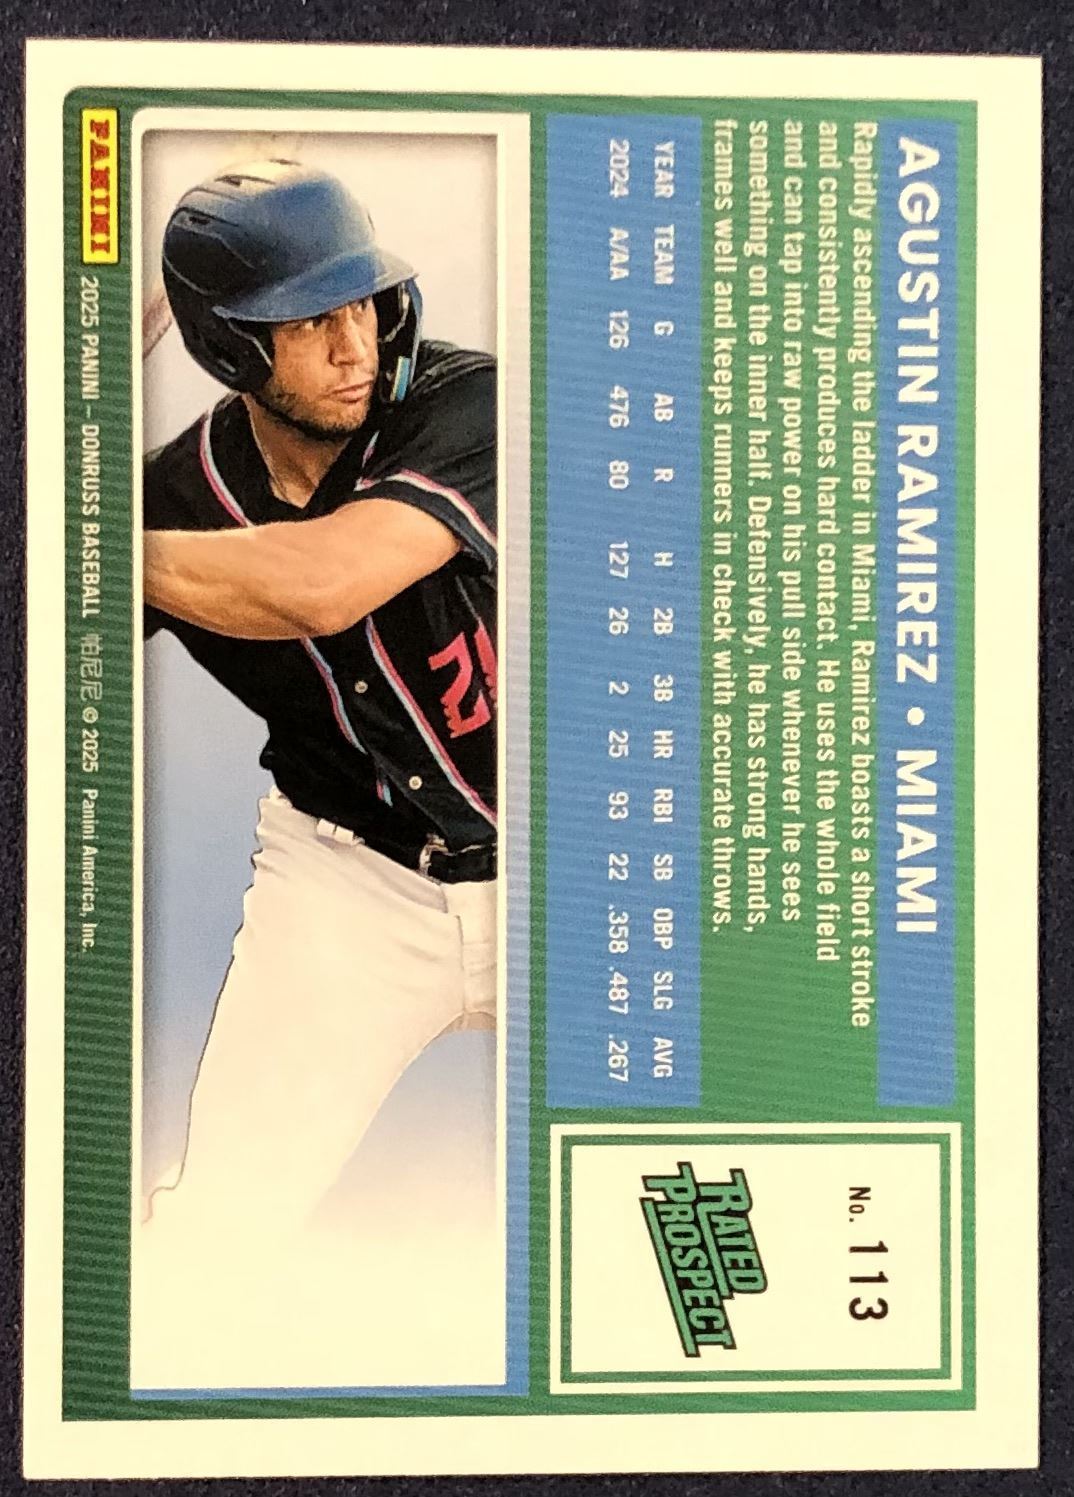 AGUSTIN RAMIREZ • MIAMI
Rapidly ascending the ladder in Miami, Ramirez boasts a short stroke
and consistently produces hard contact. He uses the whole field
and can tap into raw power on his pull side whenever he sees
something on the inner half. Defensively, he has strong hands,
frames well and keeps runners in check with accurate throws.
YEAR TEAM G AB R H 2B 3B HR RBI SB OBP SLG AVG
2024 A/AA 126 476 80 127 26 2 25 93 22 .358 .487 .267
No. 113
RATED
PROSPECT
PANINI
2025 PANINI – DONRUSS BASEBALL 帕尼尼 © 2025 Panini America, Inc.